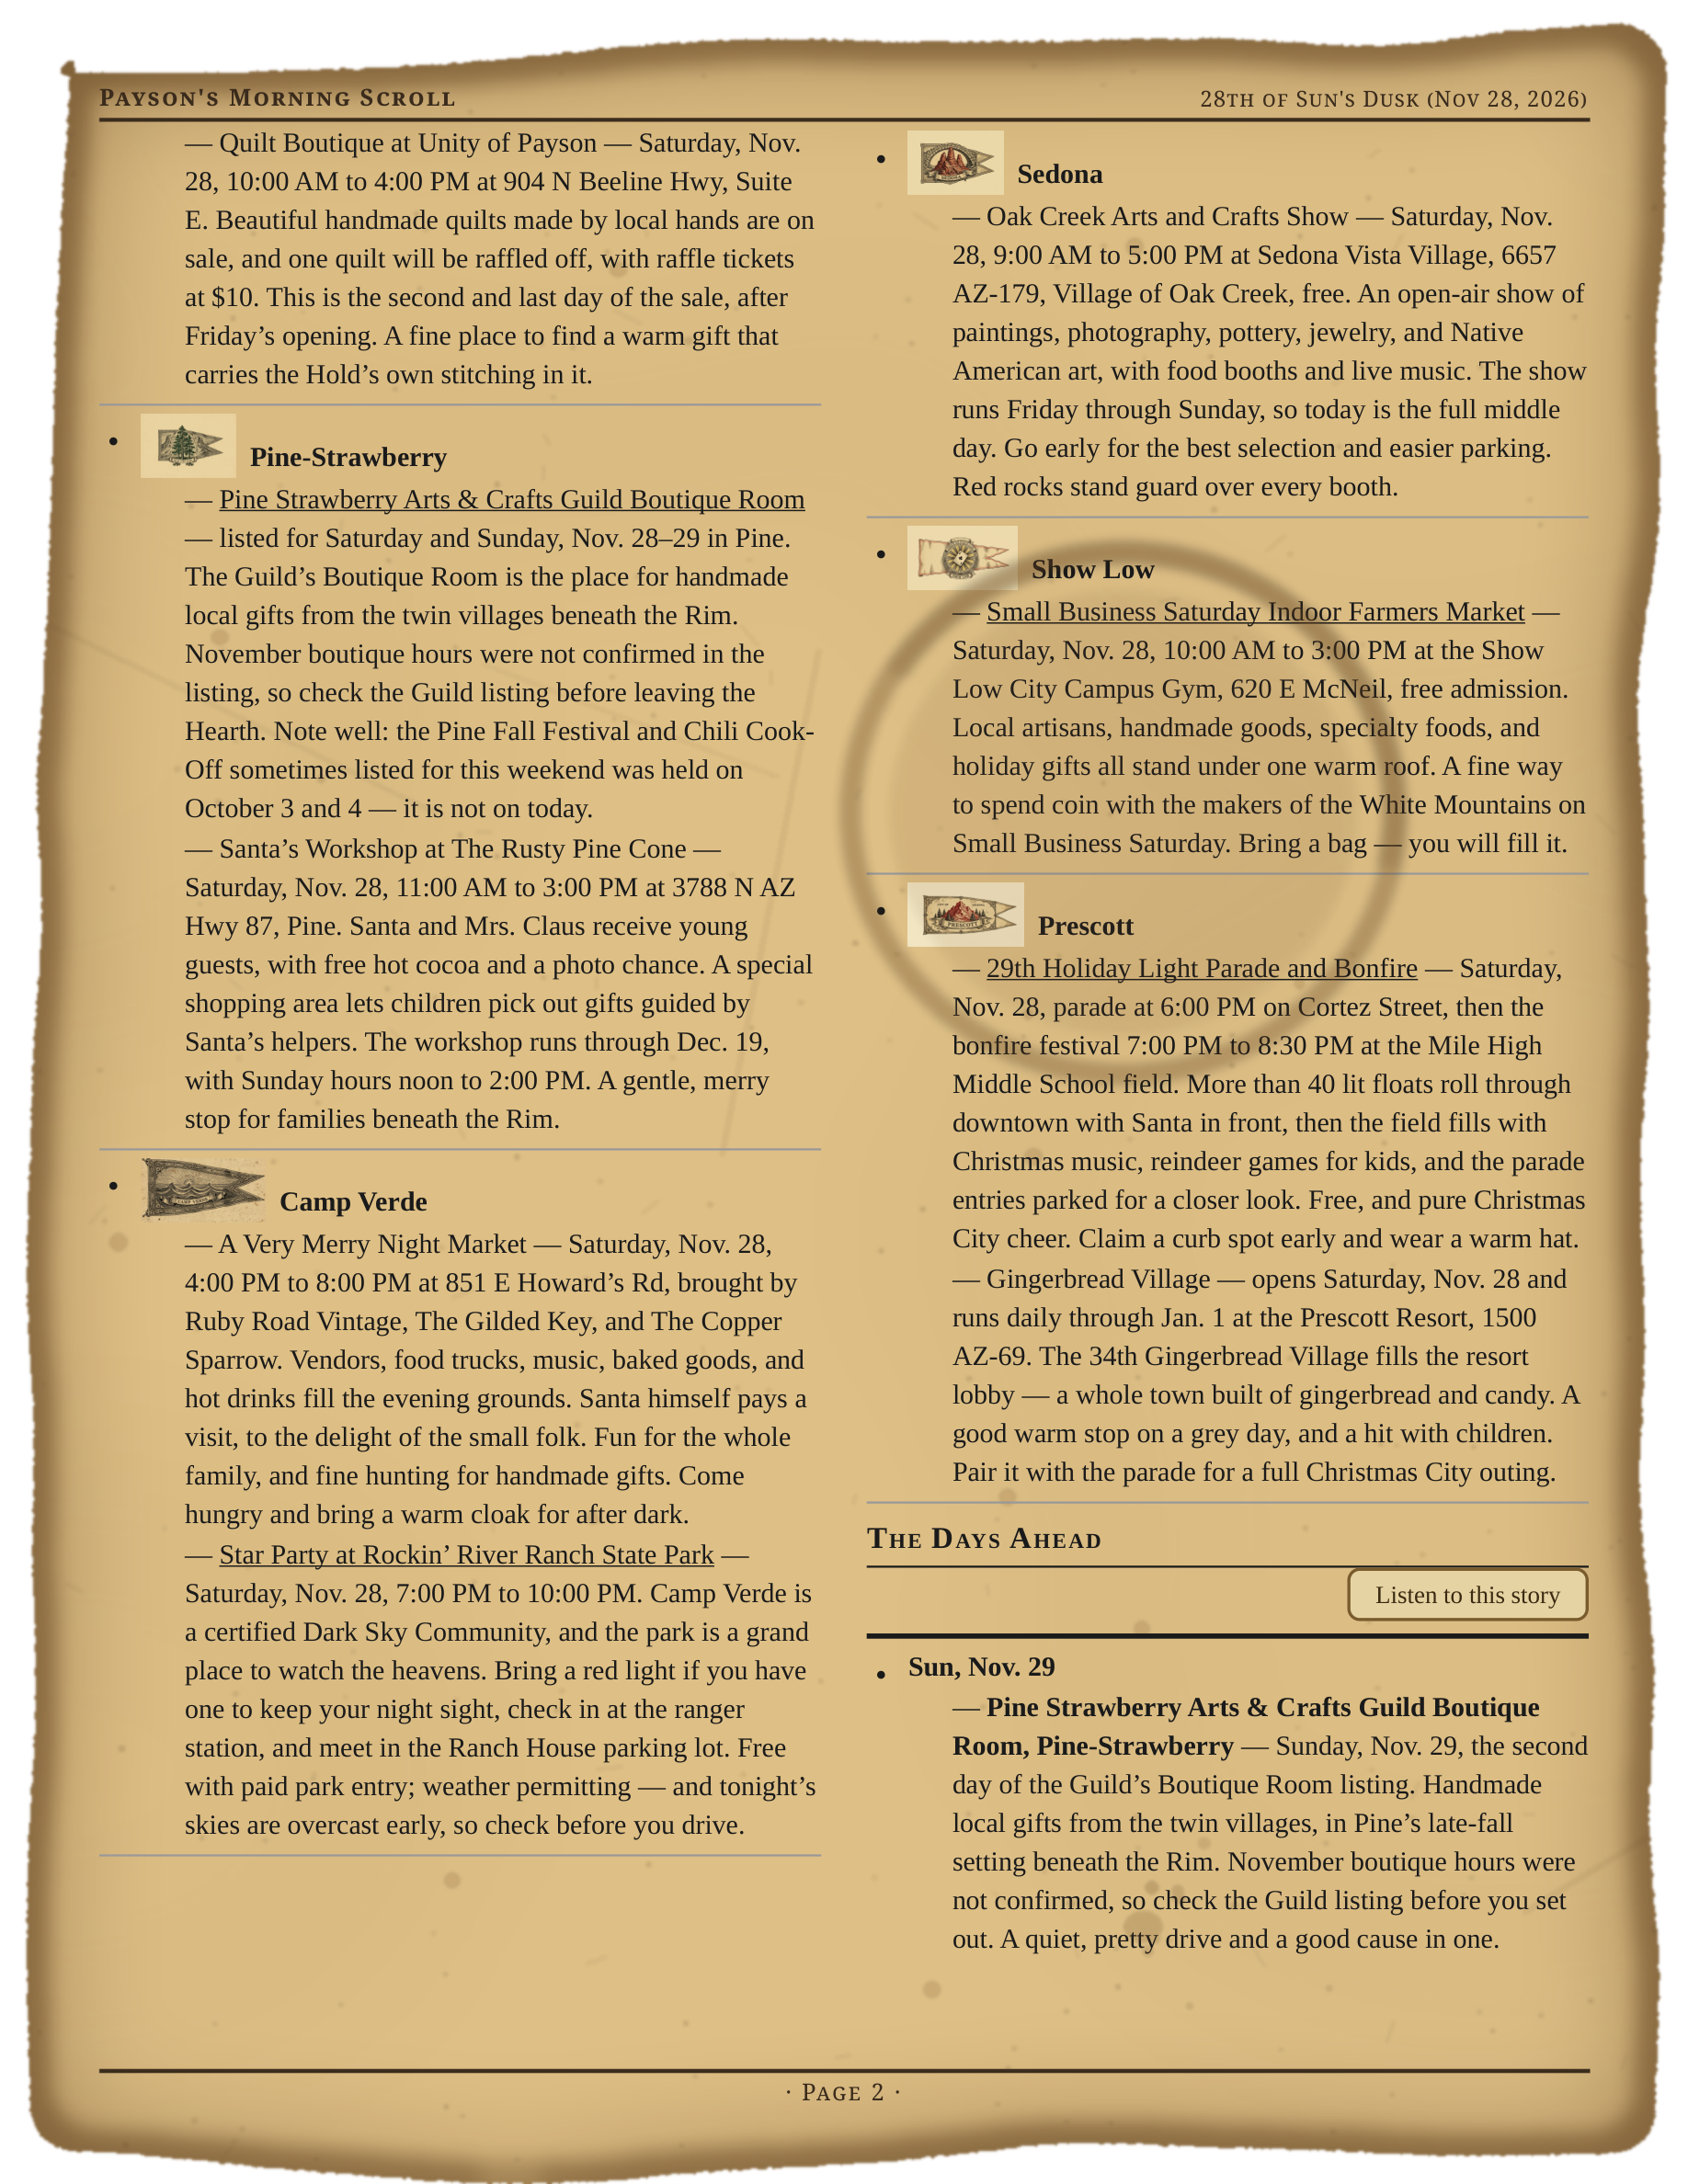 Payson's Morning Scroll
28th of Sun's Dusk (Nov 28, 2026)
— Quilt Boutique at Unity of Payson — Saturday, Nov.
28, 10:00 AM to 4:00 PM at 904 N Beeline Hwy, Suite
E. Beautiful handmade quilts made by local hands are on
sale, and one quilt will be raffled off, with raffle tickets
at $10. This is the second and last day of the sale, after
Friday’s opening. A fine place to find a warm gift that
carries the Hold’s own stitching in it.
• Pine-Strawberry
— Pine Strawberry Arts & Crafts Guild Boutique Room
— listed for Saturday and Sunday, Nov. 28–29 in Pine.
The Guild’s Boutique Room is the place for handmade
local gifts from the twin villages beneath the Rim.
November boutique hours were not confirmed in the
listing, so check the Guild listing before leaving the
Hearth. Note well: the Pine Fall Festival and Chili Cook-
Off sometimes listed for this weekend was held on
October 3 and 4 — it is not on today.
— Santa’s Workshop at The Rusty Pine Cone —
Saturday, Nov. 28, 11:00 AM to 3:00 PM at 3788 N AZ
Hwy 87, Pine. Santa and Mrs. Claus receive young
guests, with free hot cocoa and a photo chance. A special
shopping area lets children pick out gifts guided by
Santa’s helpers. The workshop runs through Dec. 19,
with Sunday hours noon to 2:00 PM. A gentle, merry
stop for families beneath the Rim.
• Camp Verde
— A Very Merry Night Market — Saturday, Nov. 28,
4:00 PM to 8:00 PM at 851 E Howard’s Rd, brought by
Ruby Road Vintage, The Gilded Key, and The Copper
Sparrow. Vendors, food trucks, music, baked goods, and
hot drinks fill the evening grounds. Santa himself pays a
visit, to the delight of the small folk. Fun for the whole
family, and fine hunting for handmade gifts. Come
hungry and bring a warm cloak for after dark.
— Star Party at Rockin’ River Ranch State Park —
Saturday, Nov. 28, 7:00 PM to 10:00 PM. Camp Verde is
a certified Dark Sky Community, and the park is a grand
place to watch the heavens. Bring a red light if you have
one to keep your night sight, check in at the ranger
station, and meet in the Ranch House parking lot. Free
with paid park entry; weather permitting — and tonight’s
skies are overcast early, so check before you drive.
• Sedona
— Oak Creek Arts and Crafts Show — Saturday, Nov.
28, 9:00 AM to 5:00 PM at Sedona Vista Village, 6657
AZ-179, Village of Oak Creek, free. An open-air show of
paintings, photography, pottery, jewelry, and Native
American art, with food booths and live music. The show
runs Friday through Sunday, so today is the full middle
day. Go early for the best selection and easier parking.
Red rocks stand guard over every booth.
• Show Low
— Small Business Saturday Indoor Farmers Market —
Saturday, Nov. 28, 10:00 AM to 3:00 PM at the Show
Low City Campus Gym, 620 E McNeil, free admission.
Local artisans, handmade goods, specialty foods, and
holiday gifts all stand under one warm roof. A fine way
to spend coin with the makers of the White Mountains on
Small Business Saturday. Bring a bag — you will fill it.
PRESCOTT
• Prescott
— 29th Holiday Light Parade and Bonfire — Saturday,
Nov. 28, parade at 6:00 PM on Cortez Street, then the
bonfire festival 7:00 PM to 8:30 PM at the Mile High
Middle School field. More than 40 lit floats roll through
downtown with Santa in front, then the field fills with
Christmas music, reindeer games for kids, and the parade
entries parked for a closer look. Free, and pure Christmas
City cheer. Claim a curb spot early and wear a warm hat.
— Gingerbread Village — opens Saturday, Nov. 28 and
runs daily through Jan. 1 at the Prescott Resort, 1500
AZ-69. The 34th Gingerbread Village fills the resort
lobby — a whole town built of gingerbread and candy. A
good warm stop on a grey day, and a hit with children.
Pair it with the parade for a full Christmas City outing.
The Days Ahead
Listen to this story
• Sun, Nov. 29
— Pine Strawberry Arts & Crafts Guild Boutique
Room, Pine-Strawberry — Sunday, Nov. 29, the second
day of the Guild’s Boutique Room listing. Handmade
local gifts from the twin villages, in Pine’s late-fall
setting beneath the Rim. November boutique hours were
not confirmed, so check the Guild listing before you set
out. A quiet, pretty drive and a good cause in one.
· Page 2 ·